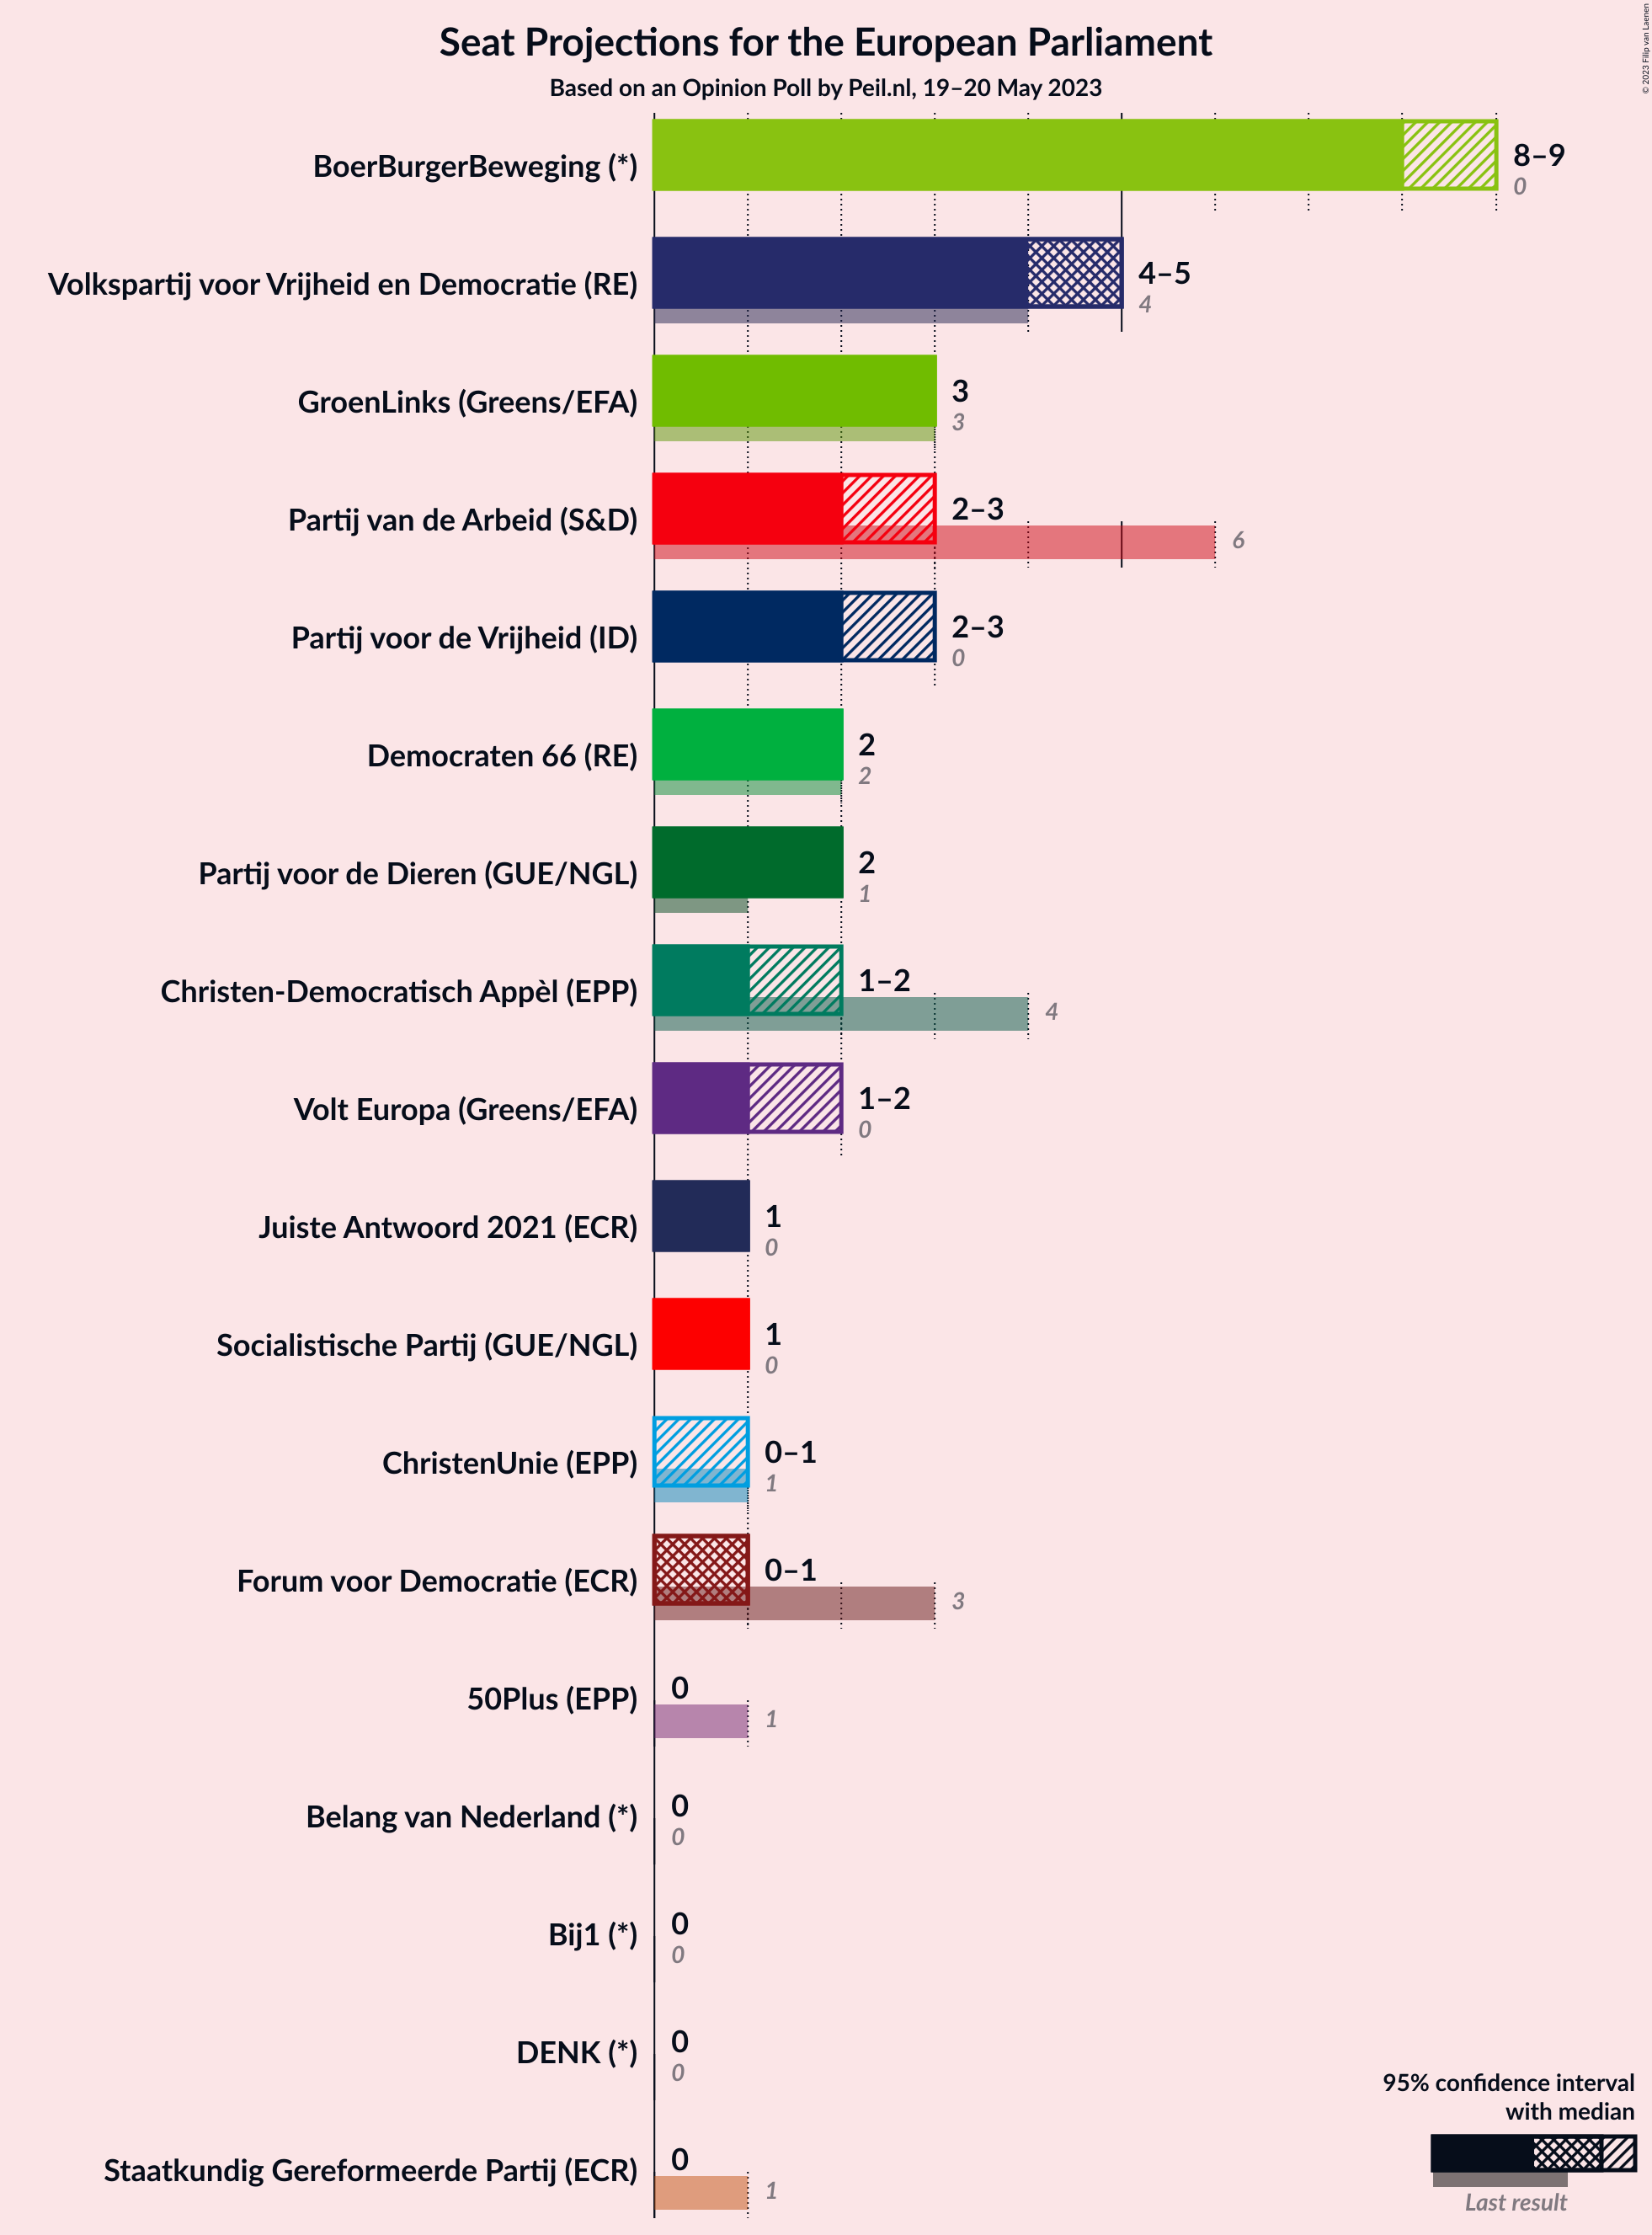 Seat Projections for the European Parliament
Based on an Opinion Poll by Peil.nl, 19–20 May 2023
© 2023 Filip van Laenen
BoerBurgerBeweging (*)
8–9
0
Volkspartij voor Vrijheid en Democratie (RE)
4–5
4
GroenLinks (Greens/EFA)
3
3
Partij van de Arbeid (S&D)
2–3
6
Partij voor de Vrijheid (ID)
2–3
0
Democraten 66 (RE)
2
2
Partij voor de Dieren (GUE/NGL)
2
1
Christen-Democratisch Appèl (EPP)
1–2
4
Volt Europa (Greens/EFA)
1–2
0
Juiste Antwoord 2021 (ECR)
1
0
Socialistische Partij (GUE/NGL)
1
0
ChristenUnie (EPP)
0–1
1
Forum voor Democratie (ECR)
0–1
3
50Plus (EPP)
0
1
Belang van Nederland (*)
0
0
Bij1 (*)
0
0
DENK (*)
0
0
Staatkundig Gereformeerde Partij (ECR)
0
1
95% confidence interval
with median
Last result